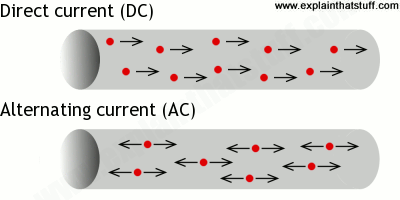 Direct current (DC)
www.explainthatstuff.com
Alternating current (AC)